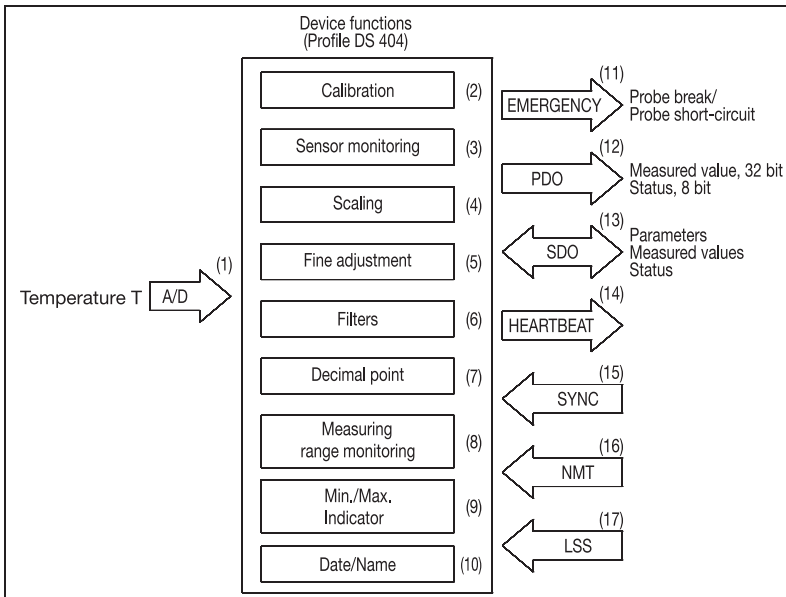 Device functions
(Profile DS 404)
Calibration
(2)
Sensor monitoring
(3)
Scaling
(4)
Fine adjustment
(5)
Filters
(6)
Decimal point
(7)
Measuring
range monitoring
(8)
Min./Max.
Indicator
(9)
Date/Name
(10)
Temperature T
A/D
(1)
(11)
EMERGENCY
Probe break/
Probe short-circuit
(12)
PDO
Measured value, 32 bit
Status, 8 bit
(13)
SDO
Parameters
Measured values
Status
(14)
HEARTBEAT
(15)
SYNC
(16)
NMT
(17)
LSS